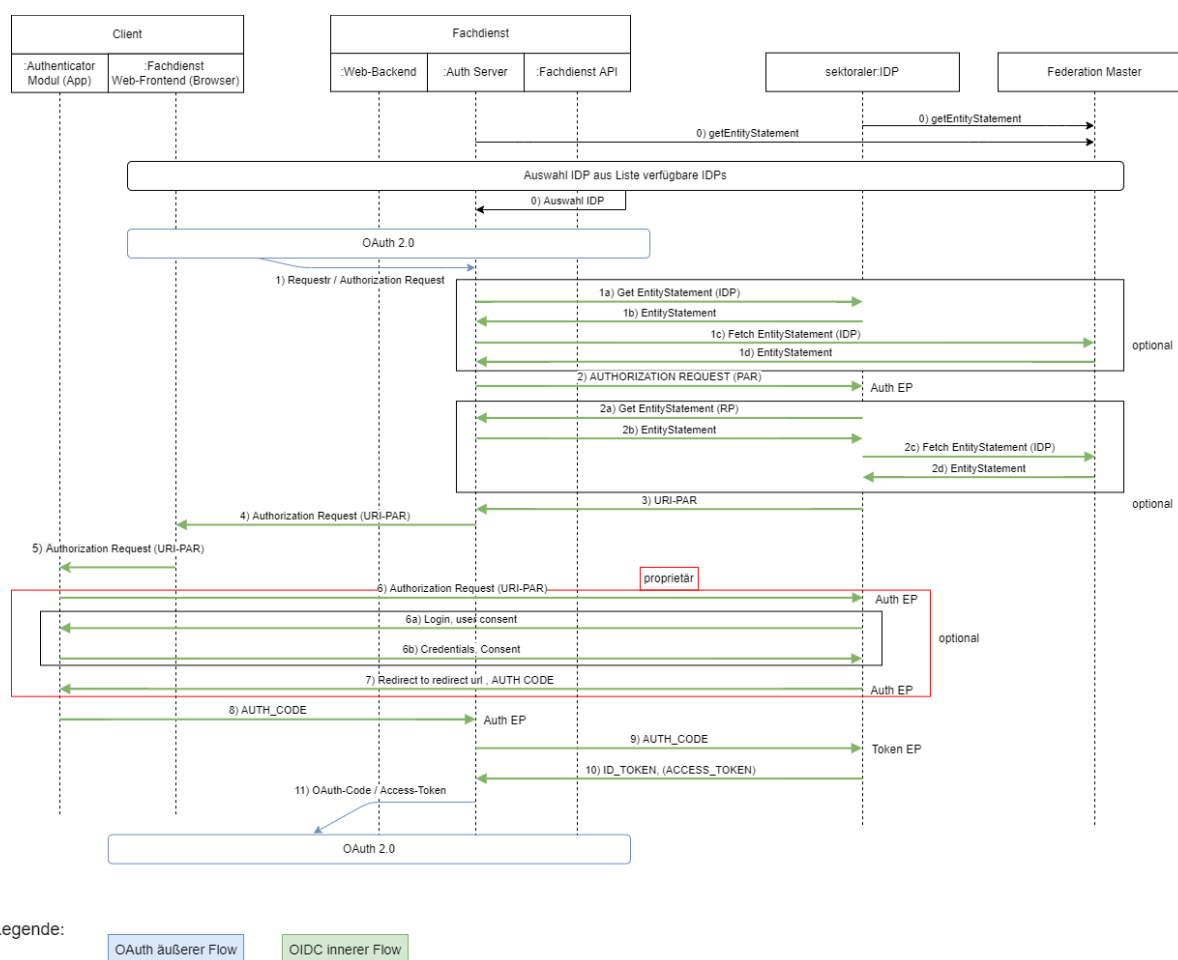 Client
Fachdienst
:Authenticator
Modul (App)
:Fachdienst
Web-Frontend (Browser)
:Web-Backend
:Auth Server
:Fachdienst API
sektoraler:IDP
Federation Master
0) getEntityStatement
0) getEntityStatement
Auswahl IDP aus Liste verfügbare IDPs
0) Auswahl IDP
OAuth 2.0
1) Requestr / Authorization Request
1a) Get EntityStatement (IDP)
1b) EntityStatement
1c) Fetch EntityStatement (IDP)
optional
1d) EntityStatement
2) AUTHORIZATION REQUEST (PAR)
Auth EP
2a) Get EntityStatement (RP)
2b) EntityStatement
2c) Fetch EntityStatement (IDP)
2d) EntityStatement
3) URI-PAR
optional
4) Authorization Request (URI-PAR)
5) Authorization Request (URI-PAR)
proprietär
6) Authorization Request (URI-PAR)
Auth EP
6a) Login, user consent
optional
6b) Credentials, Consent
7) Redirect to redirect url , AUTH CODE
Auth EP
8) AUTH_CODE
Auth EP
9) AUTH_CODE
Token EP
10) ID_TOKEN, (ACCESS_TOKEN)
11) OAuth-Code / Access-Token
OAuth 2.0
egende:
OAuth äußerer Flow
OIDC innerer Flow